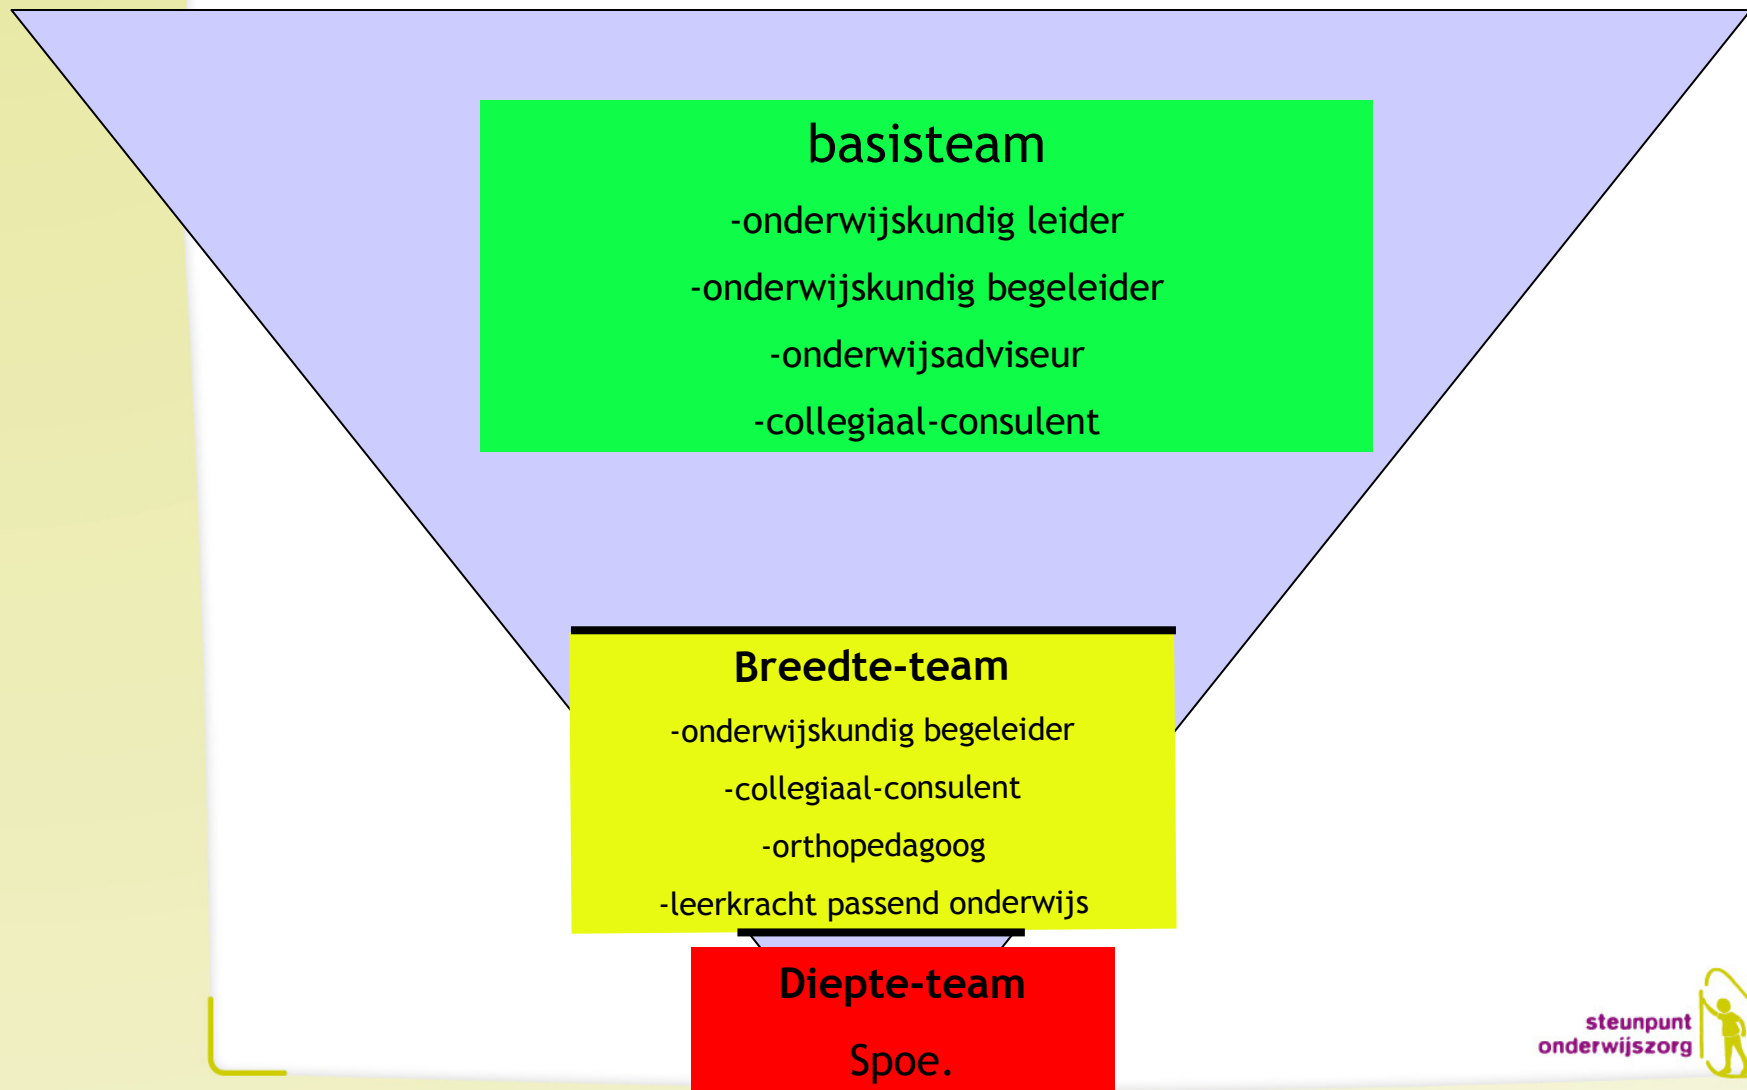 basisteam
-onderwijskundig leider
-onderwijskundig begeleider
-onderwijsadviseur
-collegiaal-consulent
Breedte-team
-onderwijskundig begeleider
-collegiaal-consulent
-orthopedagoog
-leerkracht passend onderwijs
Diepte-team
Spoe.
steunpunt
onderwijszorg